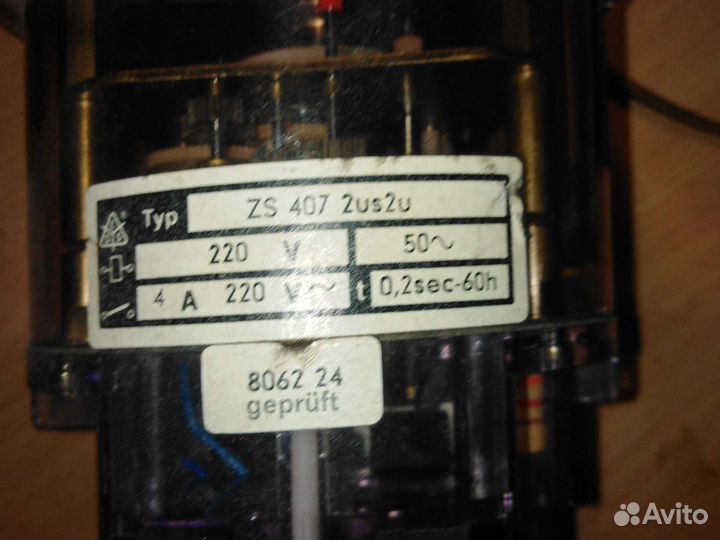 Typ ZS 407 2us2u
220 V 50~
4 A 220 V~ t 0,2sec-60h
8062 24
geprüft
Avito